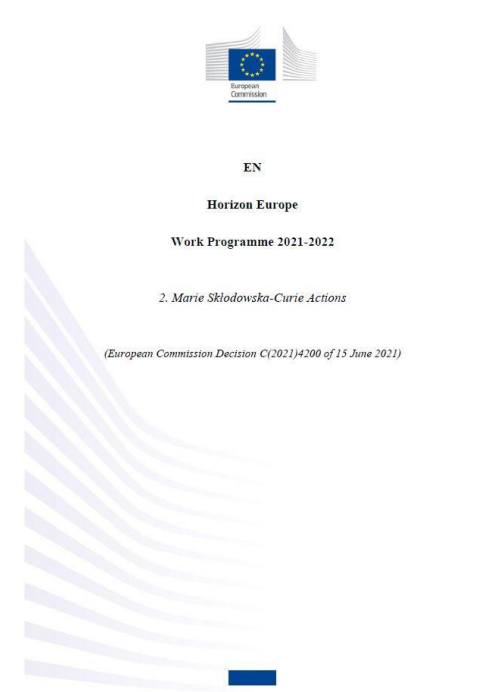 European
Commission
EN
Horizon Europe
Work Programme 2021-2022
2. Marie Skłodowska-Curie Actions
(European Commission Decision C(2021)4200 of 15 June 2021)